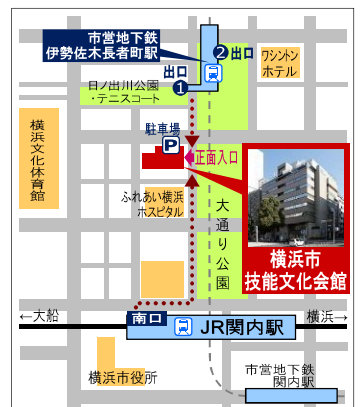 市営地下鉄
伊勢佐木長者町駅
❷出口
ワシントン
ホテル
出口
❶
日ノ出川公園
・テニスコート
横浜文化体育館
駐車場
P
正面入口
ふれあい横浜
ホスピタル
大通り公園
横浜市
技能文化会館
←大船
南口
JR関内駅
横浜→
横浜市役所
市営地下鉄
関内駅